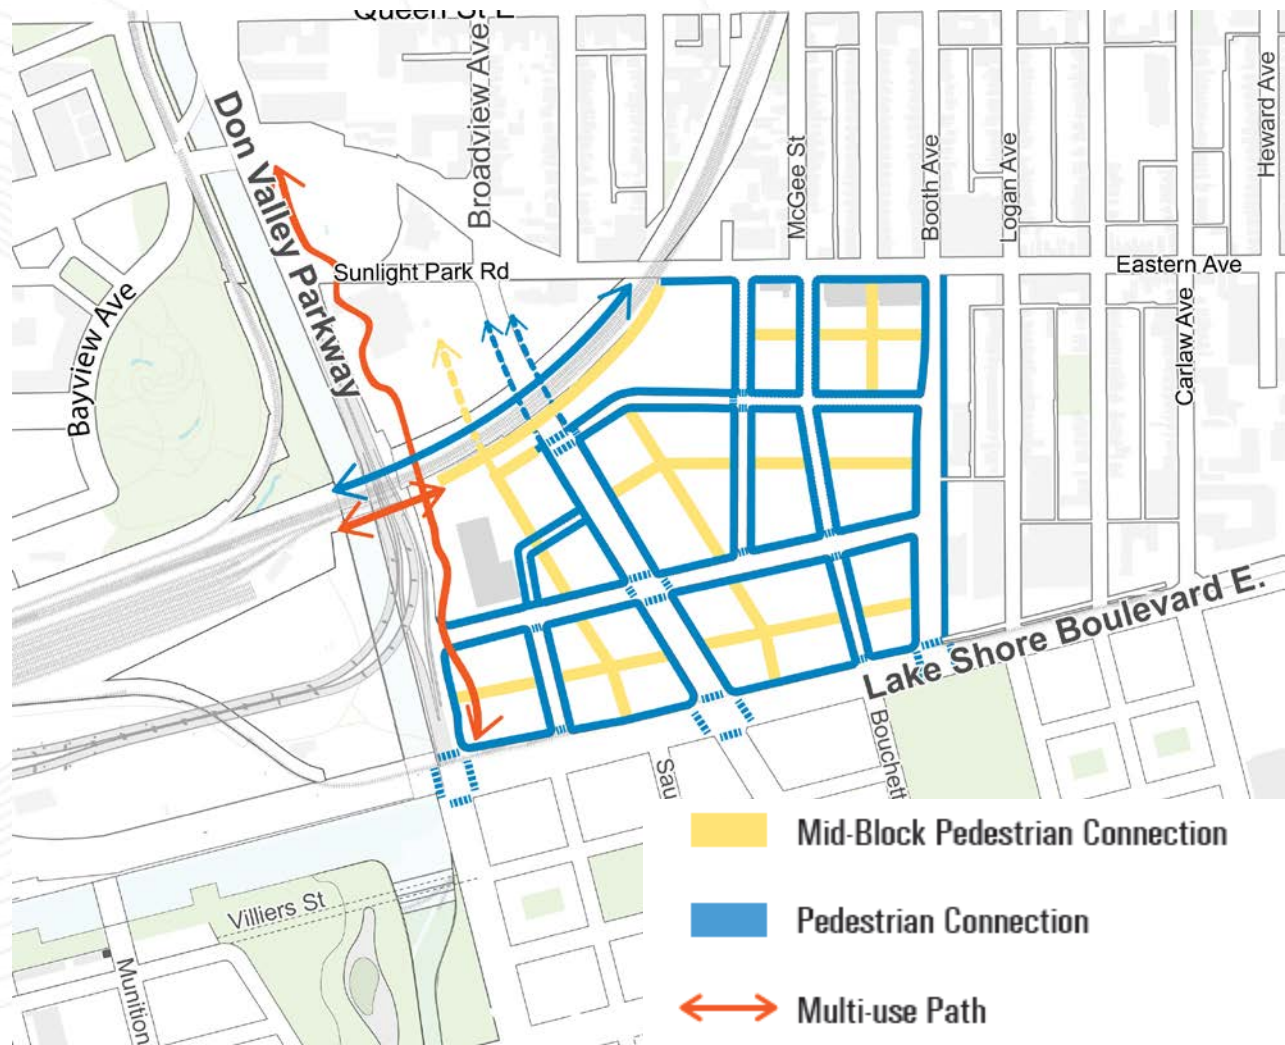 Queen St E
Broadview Ave
Don Valley Parkway
McGee St
Booth Ave
Logan Ave
Heward Ave
Sunlight Park Rd
Eastern Ave
Bayview Ave
Carlaw Ave
Lake Shore Boulevard E.
Sau
Bouchett
Villiers St
Munition
Mid-Block Pedestrian Connection
Pedestrian Connection
Multi-use Path